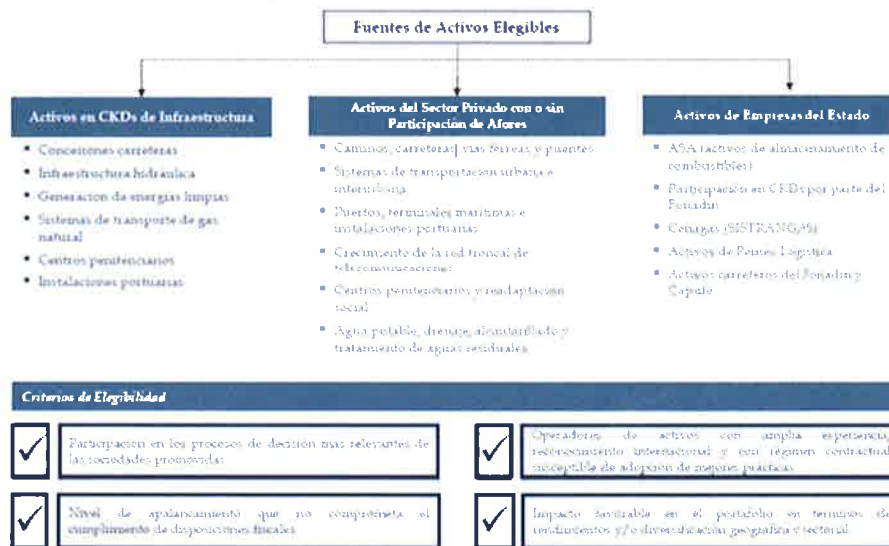 Fuentes de Activos Elegibles
Activos en CKDs de Infraestructura
• Concesiones carreteras
• Infraestructura hidráulica
• Generación de energías limpias
• Sistemas de transporte de gas
natural
• Centros penitenciarios
• Instalaciones portuarias
Activos del Sector Privado con o sin
Participación de Afores
• Caminos, carreteras, vías férreas y puentes
• Sistemas de transportación urbana e
interurbana
• Puertos, terminales marítimas e
instalaciones portuarias
• Crecimiento de la red troncal de
telecomunicaciones
• Centros penitenciarios y readaptación
social
• Agua potable, drenaje, alcantarillado y
tratamiento de aguas residuales
Activos de Empresas del Estado
• ASA (activos de almacenamiento de
combustibles)
• Participación en CKDs por parte del
Fonadin
• Cenagas (SISTRANGAS)
• Activos de Pemex Logística
• Activos carreteros del Fonadin y
Capufe
Criterios de Elegibilidad
✓ Participación en los procesos de decisión más relevantes de
las sociedades promovidas
✓ Operadores de activos con amplia experiencia,
reconocimiento internacional y con régimen contractual
susceptible de adopción de mejores prácticas
✓ Nivel de apalancamiento que no comprometa el
cumplimiento de disposiciones fiscales
✓ Impacto favorable en el portafolio en términos de
rendimientos y/o diversificación geográfica y sectorial